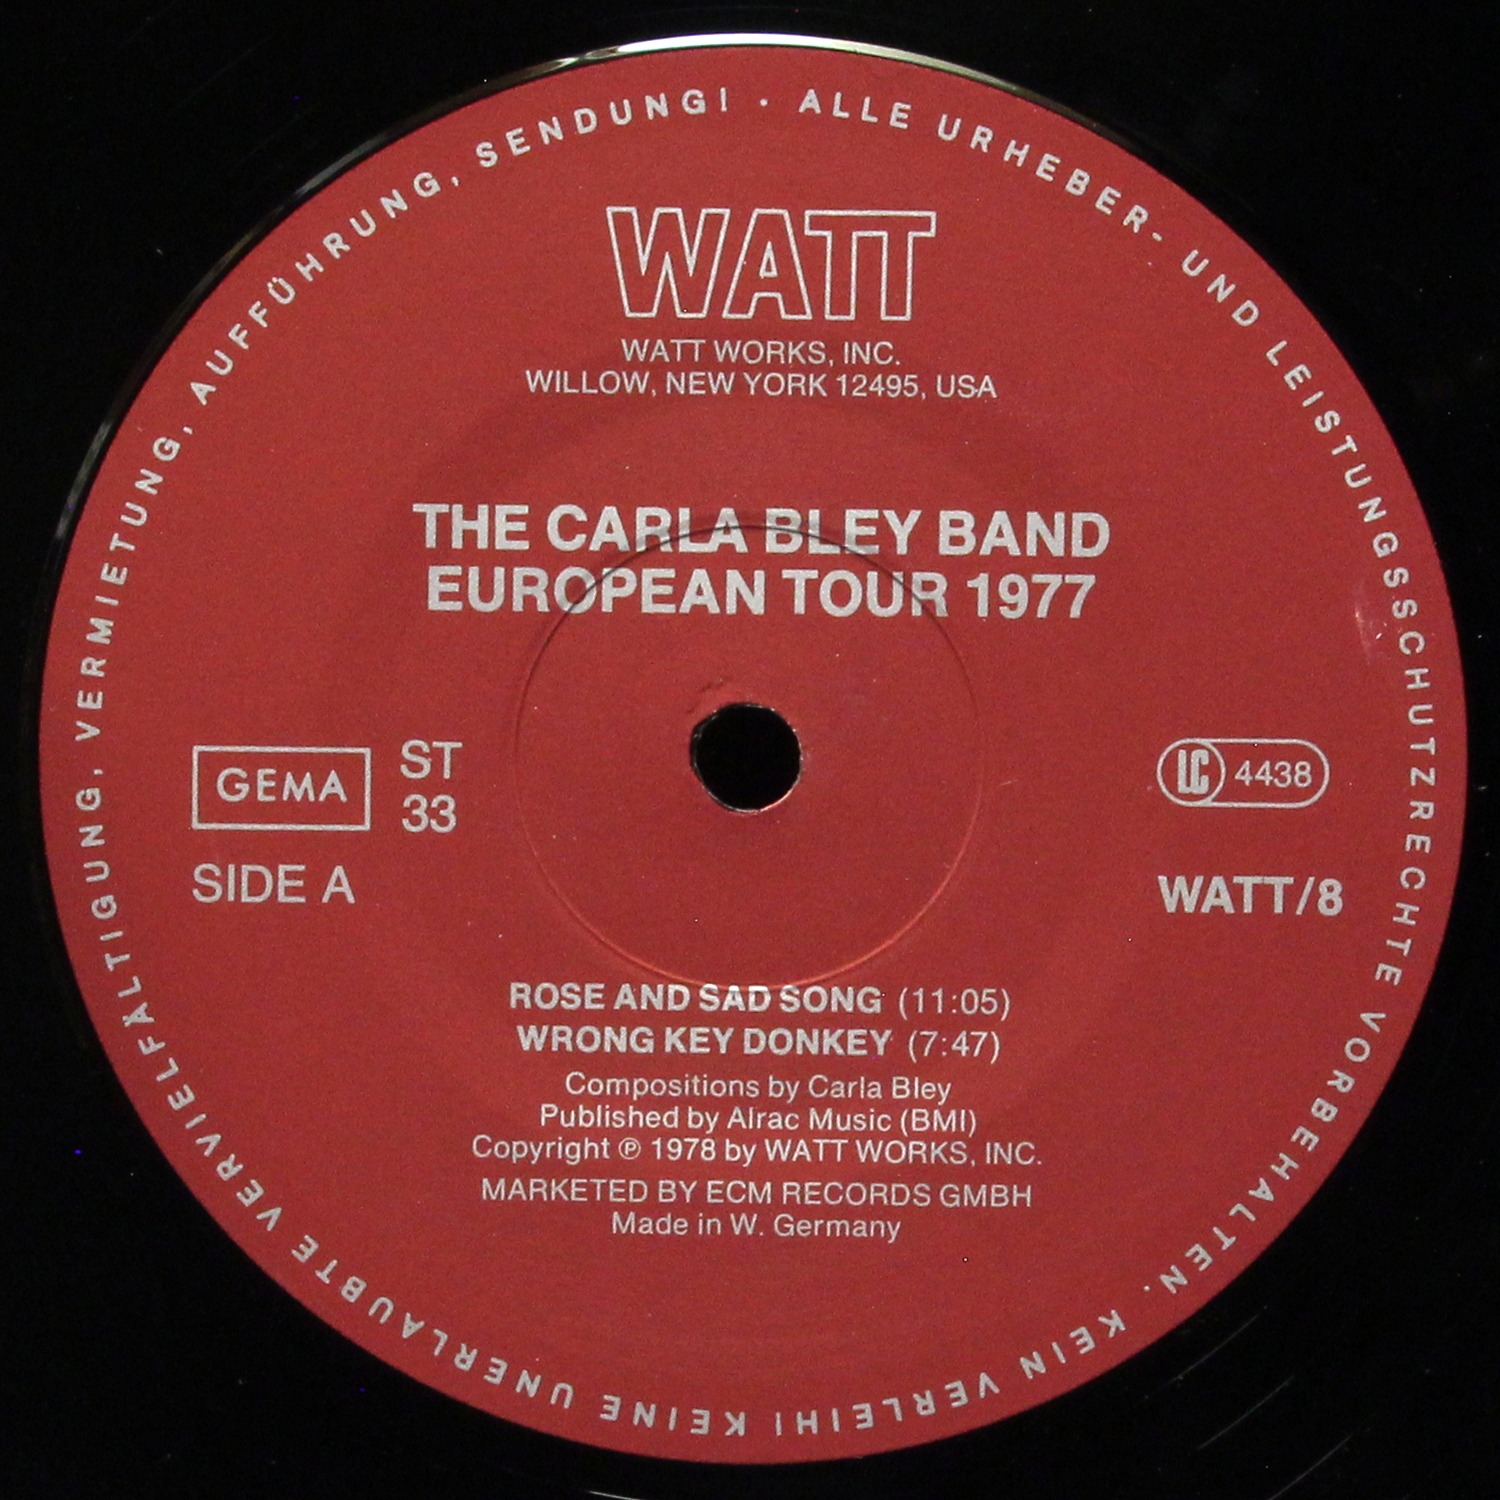 ALLE URHEBER- UND LEISTUNGSSCHUTZRECHTE VORBEHALTEN. KEIN VERLEIH! KEINE UNERLAUBTE VERVIELFÄLTIGUNG, VERMIETUNG, AUFFÜHRUNG, SENDUNG! ·
WATT
WATT WORKS, INC.
WILLOW, NEW YORK 12495, USA
THE CARLA BLEY BAND
EUROPEAN TOUR 1977
GEMA
ST
33
SIDE A
LC 4438
WATT/8
ROSE AND SAD SONG (11:05)
WRONG KEY DONKEY (7:47)
Compositions by Carla Bley
Published by Alrac Music (BMI)
Copyright ℗ 1978 by WATT WORKS, INC.
MARKETED BY ECM RECORDS GMBH
Made in W. Germany